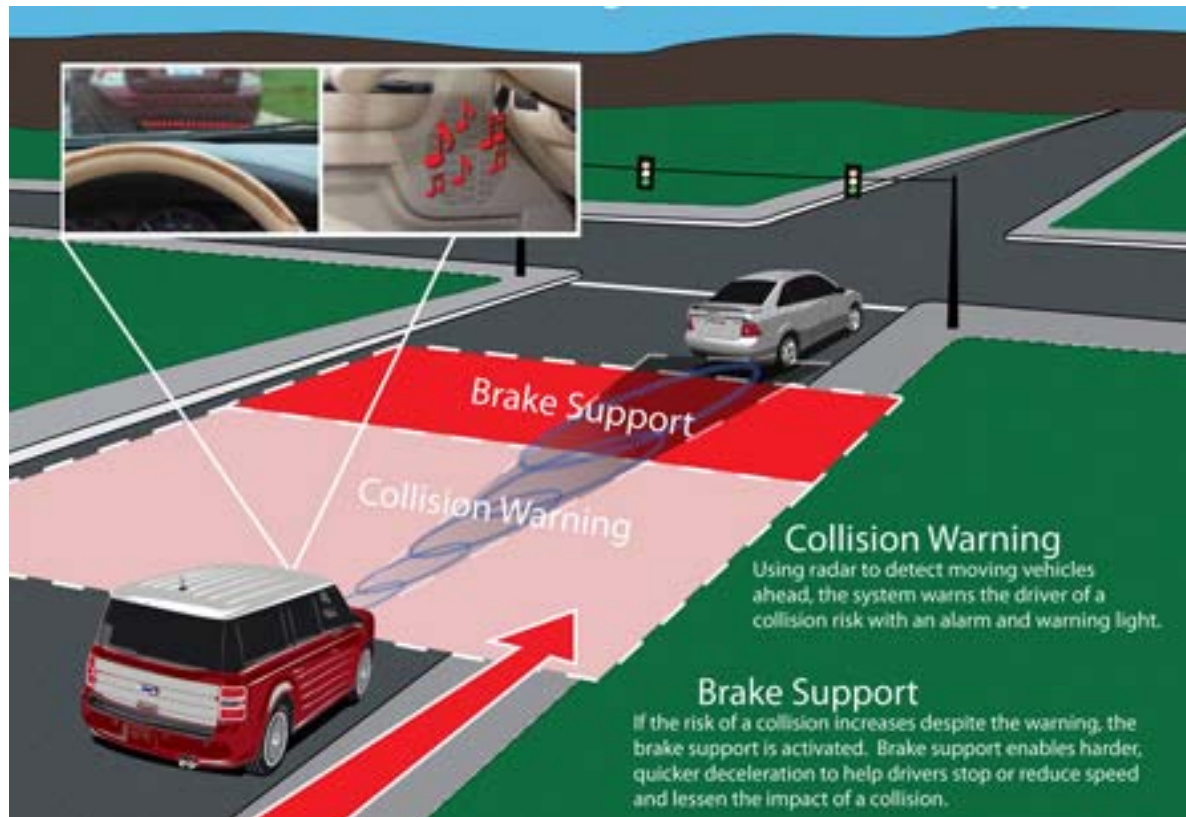 Brake Support
Collision Warning
Collision Warning
Using radar to detect moving vehicles
ahead, the system warns the driver of a
collision risk with an alarm and warning light.
Brake Support
If the risk of a collision increases despite the warning, the
brake support is activated. Brake support enables harder,
quicker deceleration to help drivers stop or reduce speed
and lessen the impact of a collision.